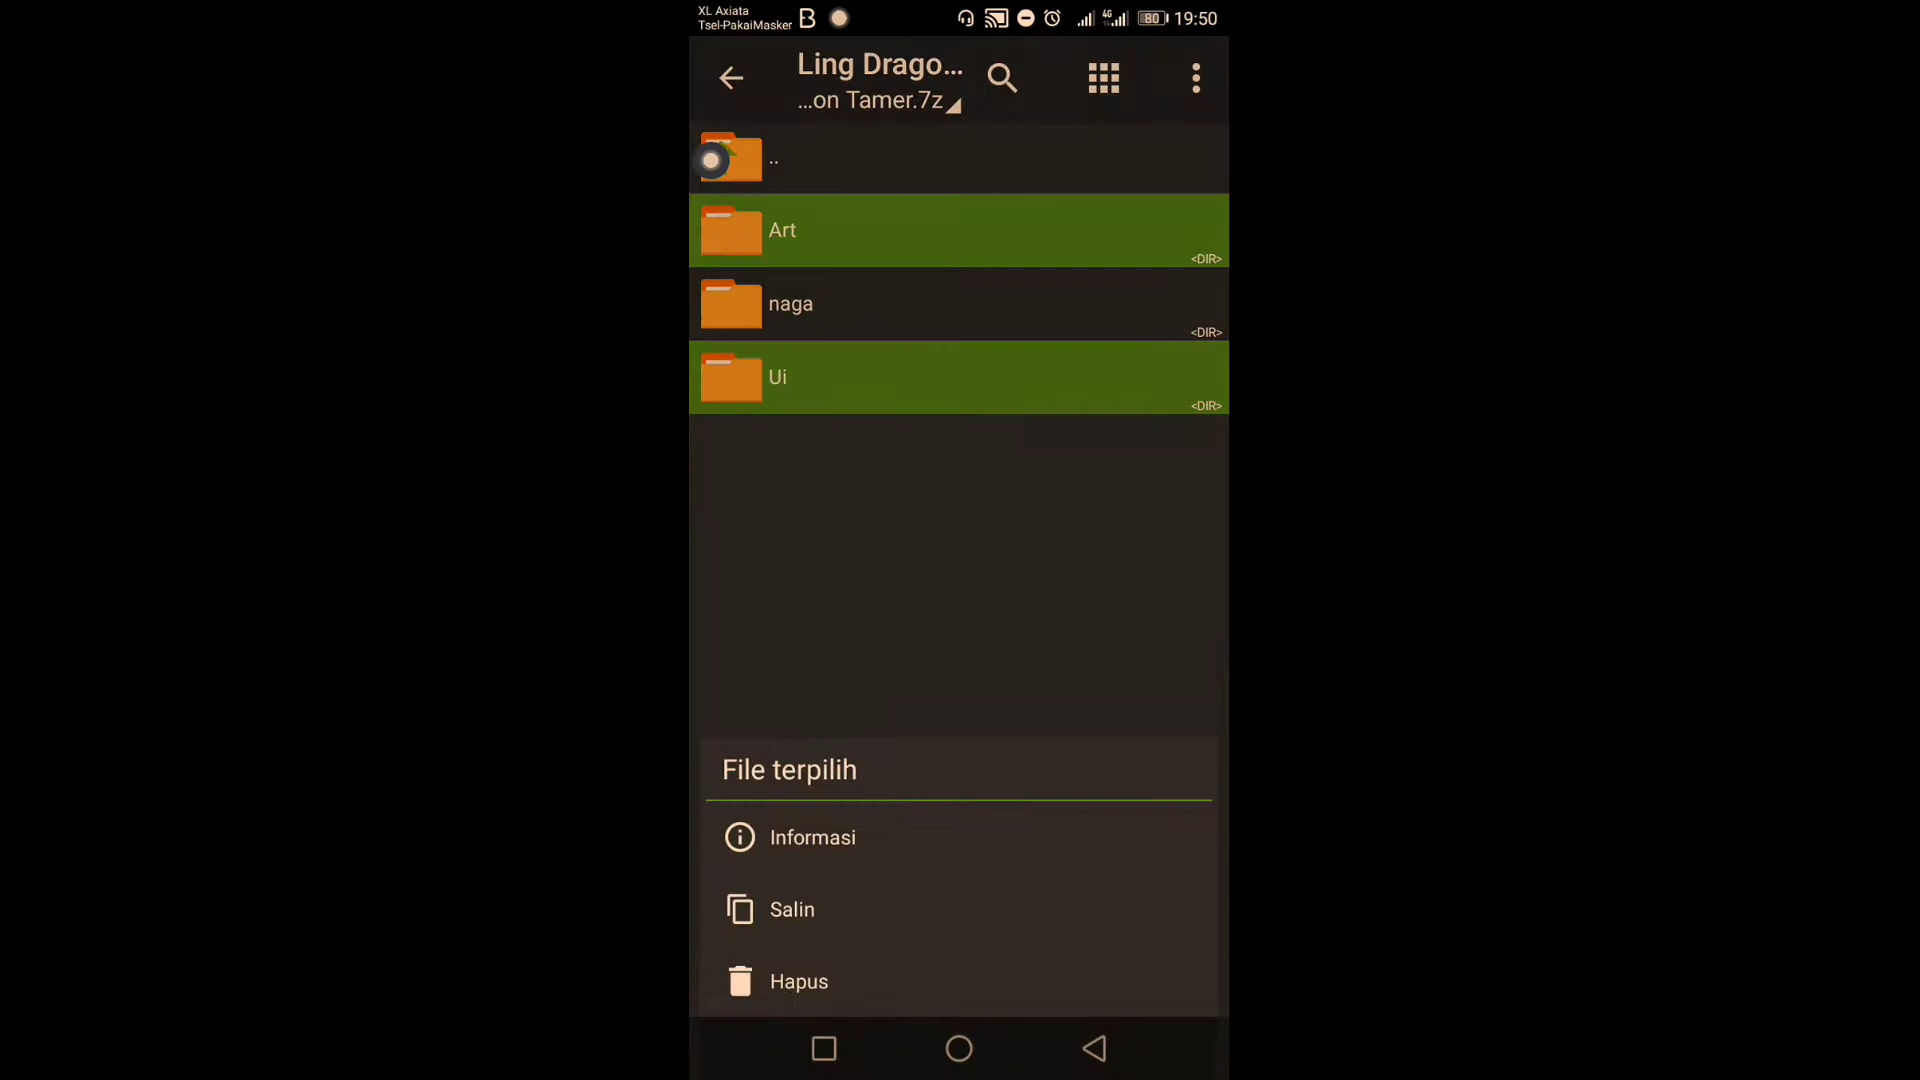 XL Axiata
Tsel-PakaiMasker
4G
80
19:50
Ling Drago...
...on Tamer.7z
..
Art
<DIR>
naga
<DIR>
Ui
<DIR>
File terpilih
Informasi
Salin
Hapus